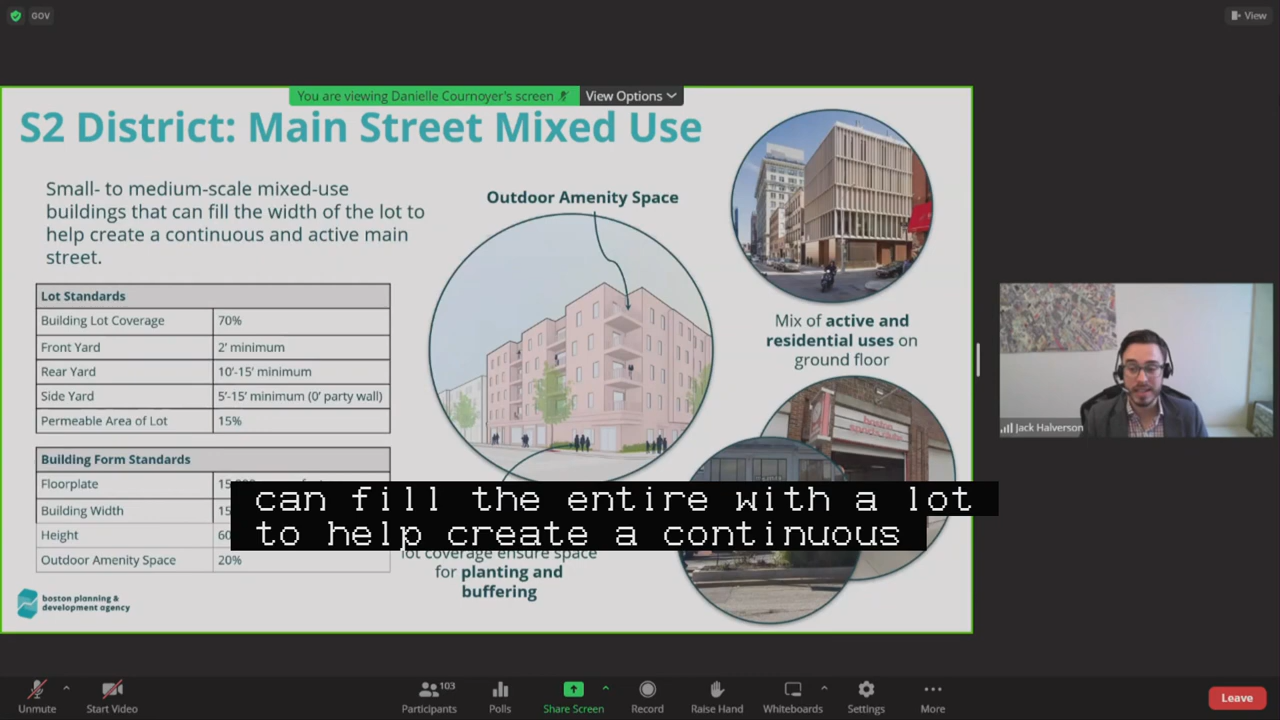 GOV
View
You are viewing Danielle Cournoyer's screen
View Options
S2 District: Main Street Mixed Use
Small- to medium-scale mixed-use
buildings that can fill the width of the lot to
help create a continuous and active main
street.
Lot Standards
Building Lot Coverage 70%
Front Yard 2' minimum
Rear Yard 10'-15' minimum
Side Yard 5'-15' minimum (0' party wall)
Permeable Area of Lot 15%
Building Form Standards
Floorplate
Building Width
Height
Outdoor Amenity Space 20%
boston planning &
development agency
Outdoor Amenity Space
lot coverage ensure space
for planting and
buffering
Mix of active and
residential uses on
ground floor
Jack Halverson
can fill the entire with a lot
to help create a continuous
Unmute
Start Video
Participants
103
Polls
Share Screen
Record
Raise Hand
Whiteboards
Settings
More
Leave